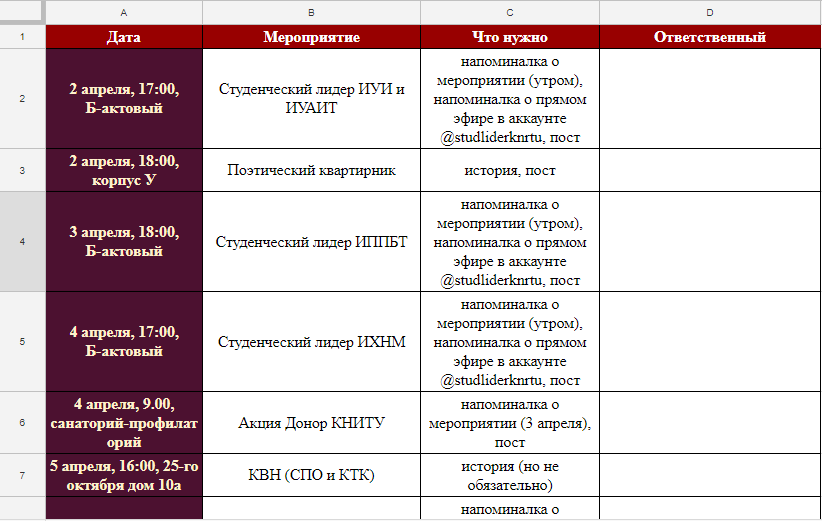 A B C D
1 Дата Мероприятие Что нужно Ответственный
2
2 апреля, 17:00,
Б-актовый
Студенческий лидер ИУИ и
ИУАИТ
напоминалка о
мероприятии (утром),
напоминалка о прямом
эфире в аккаунте
@studliderknrtu, пост
3
2 апреля, 18:00,
корпус У
Поэтический квартирник
история, пост
4
3 апреля, 18:00,
Б-актовый
Студенческий лидер ИППБТ
напоминалка о
мероприятии (утром),
напоминалка о прямом
эфире в аккаунте
@studliderknrtu, пост
5
4 апреля, 17:00,
Б-актовый
Студенческий лидер ИХНМ
напоминалка о
мероприятии (утром),
напоминалка о прямом
эфире в аккаунте
@studliderknrtu, пост
6
4 апреля, 9.00,
санаторий-профилат
орий
Акция Донор КНИТУ
напоминалка о
мероприятии (3 апреля),
пост
7
5 апреля, 16:00, 25-го
октября дом 10а
КВН (СПО и КТК)
история (но не
обязательно)
напоминалка о